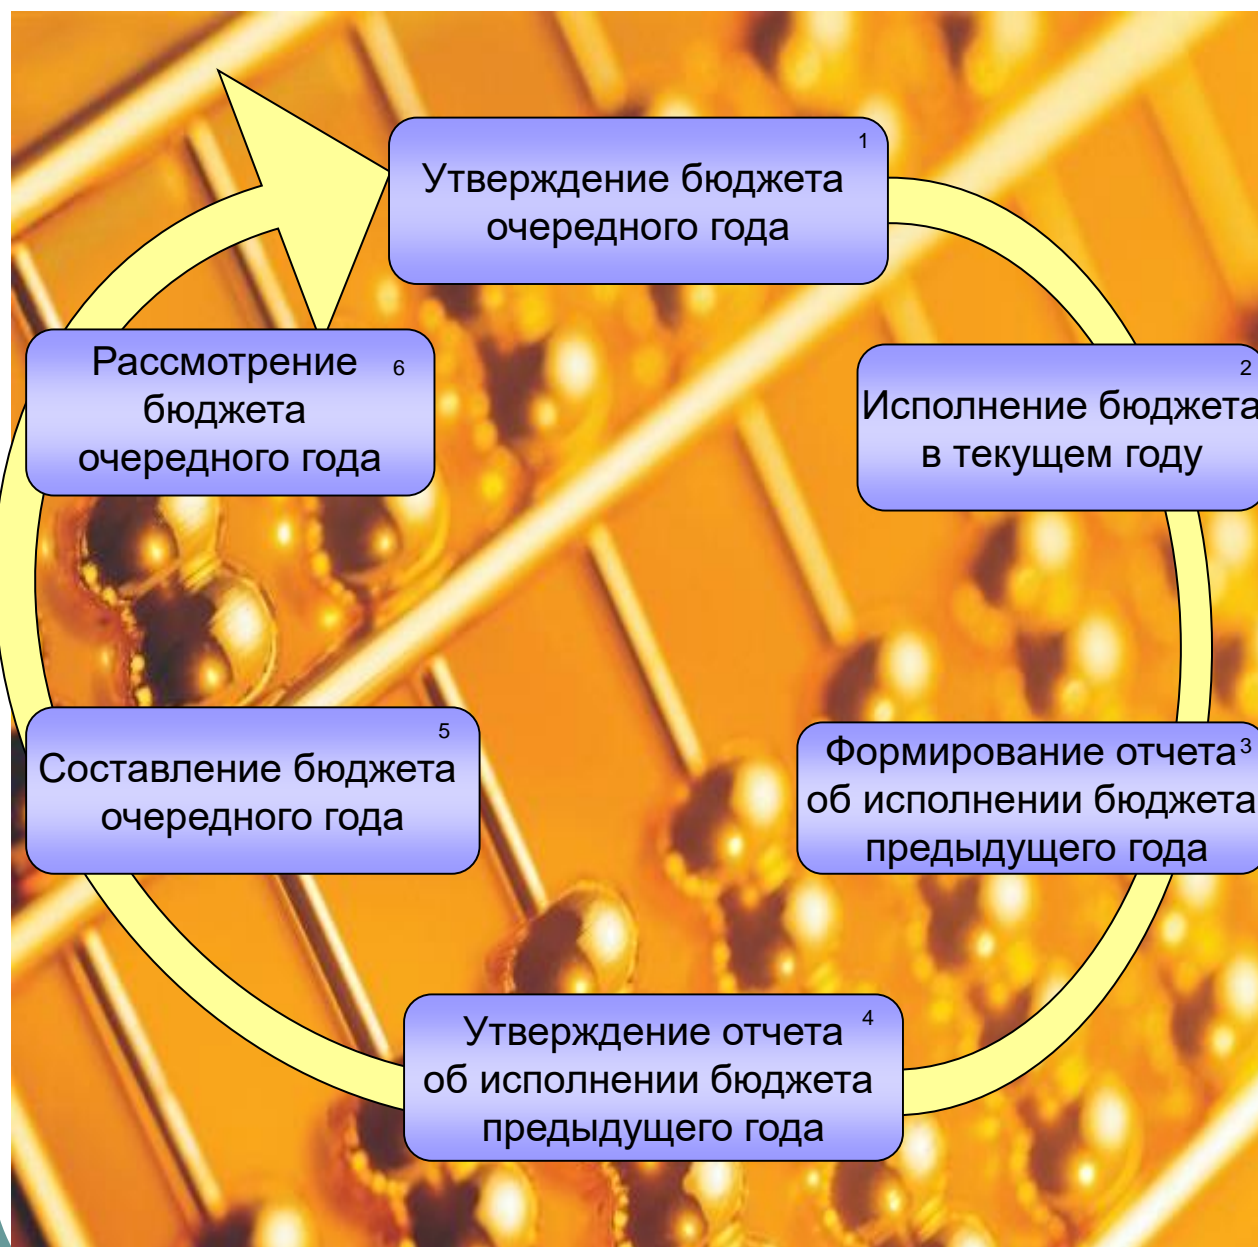 1
Утверждение бюджета
очередного года
2
Исполнение бюджета
в текущем году
3
Формирование отчета
об исполнении бюджета
предыдущего года
4
Утверждение отчета
об исполнении бюджета
предыдущего года
5
Составление бюджета
очередного года
6
Рассмотрение
бюджета
очередного года